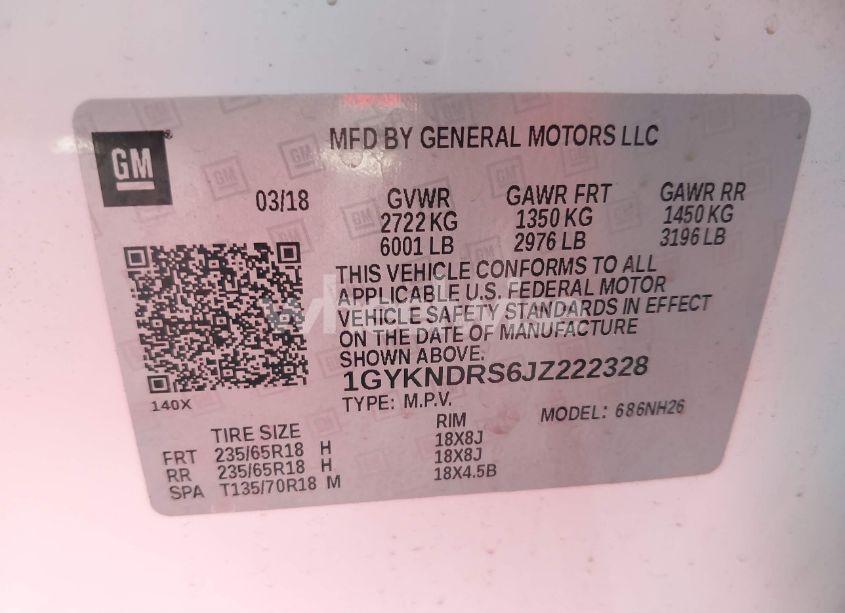 GM
MFD BY GENERAL MOTORS LLC
03/18 GVWR GAWR FRT GAWR RR
2722 KG 1350 KG 1450 KG
6001 LB 2976 LB 3196 LB
THIS VEHICLE CONFORMS TO ALL
APPLICABLE U.S. FEDERAL MOTOR
VEHICLE SAFETY STANDARDS IN EFFECT
ON THE DATE OF MANUFACTURE
SHOWN ABOVE.
1GYKNDRS6JZ222328
140X
TYPE: M.P.V. MODEL: 686NH26
TIRE SIZE RIM
FRT 235/65R18 H 18X8J
RR 235/65R18 H 18X8J
SPA T135/70R18 M 18X4.5B